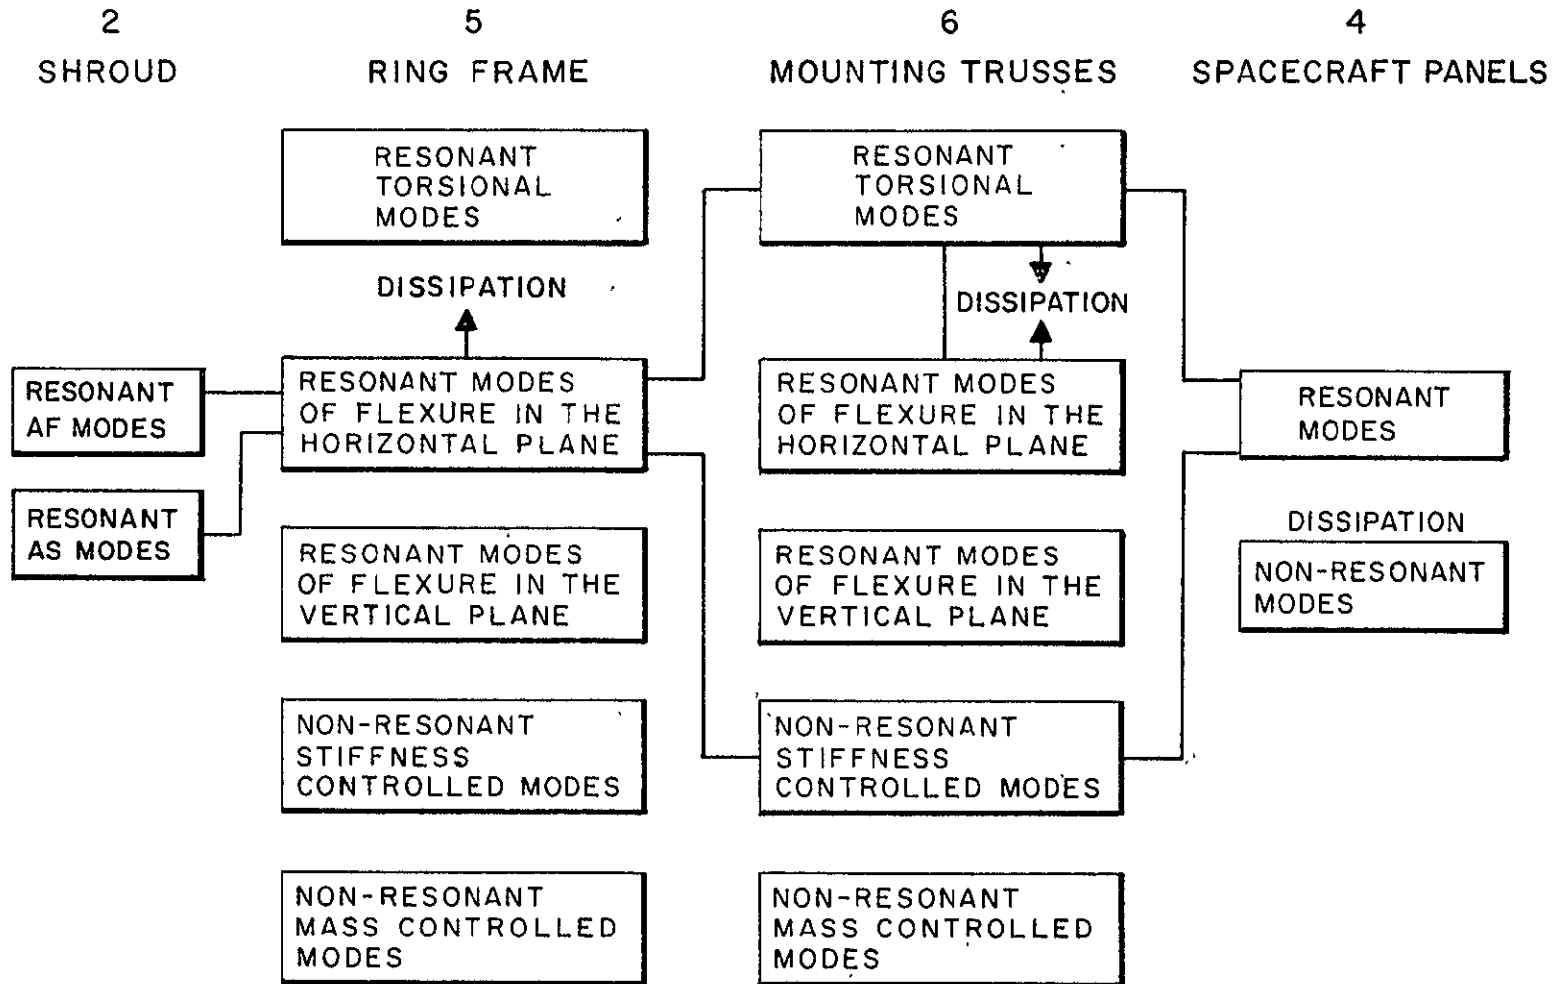 2
SHROUD
5
RING FRAME
6
MOUNTING TRUSSES
4
SPACECRAFT PANELS
RESONANT
AF MODES
RESONANT
AS MODES
RESONANT
TORSIONAL
MODES
DISSIPATION
RESONANT MODES
OF FLEXURE IN THE
HORIZONTAL PLANE
RESONANT MODES
OF FLEXURE IN THE
VERTICAL PLANE
NON-RESONANT
STIFFNESS
CONTROLLED MODES
NON-RESONANT
MASS CONTROLLED
MODES
RESONANT
TORSIONAL
MODES
DISSIPATION
RESONANT MODES
OF FLEXURE IN THE
HORIZONTAL PLANE
RESONANT MODES
OF FLEXURE IN THE
VERTICAL PLANE
NON-RESONANT
STIFFNESS
CONTROLLED MODES
NON-RESONANT
MASS CONTROLLED
MODES
RESONANT
MODES
DISSIPATION
NON-RESONANT
MODES